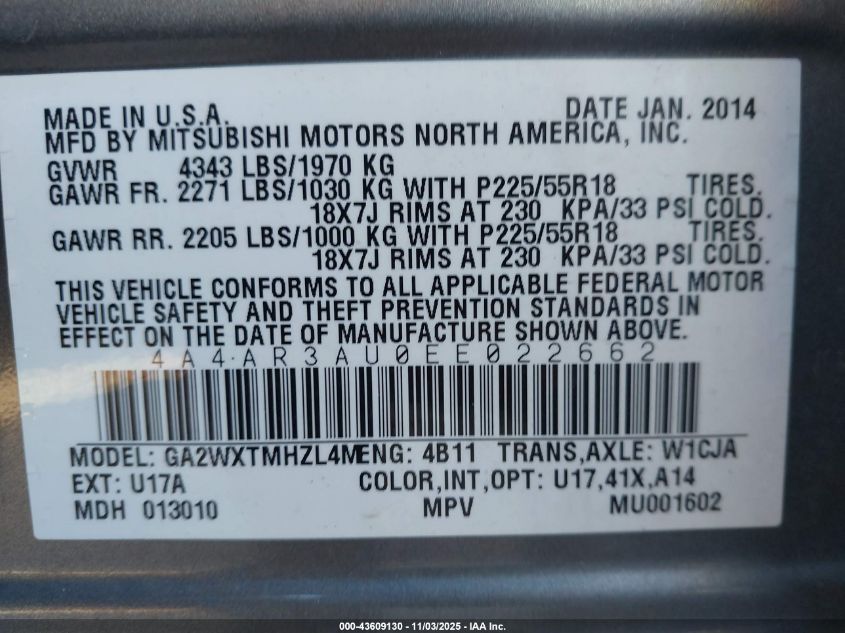 MADE IN U.S.A. DATE JAN. 2014
MFD BY MITSUBISHI MOTORS NORTH AMERICA, INC.
GVWR 4343 LBS/1970 KG
GAWR FR. 2271 LBS/1030 KG WITH P225/55R18 TIRES.
18X7J RIMS AT 230 KPA/33 PSI COLD.
GAWR RR. 2205 LBS/1000 KG WITH P225/55R18 TIRES.
18X7J RIMS AT 230 KPA/33 PSI COLD.
THIS VEHICLE CONFORMS TO ALL APPLICABLE FEDERAL MOTOR
VEHICLE SAFETY AND THEFT PREVENTION STANDARDS IN
EFFECT ON THE DATE OF MANUFACTURE SHOWN ABOVE.
4A4AR3AU0EE022662
MODEL: GA2WXTMHZL4MENG: 4B11 TRANS,AXLE: W1CJA
EXT: U17A COLOR,INT,OPT: U17,41X,A14
MDH 013010 MPV MU001602
000-43609130 - 11/03/2025 - IAA Inc.